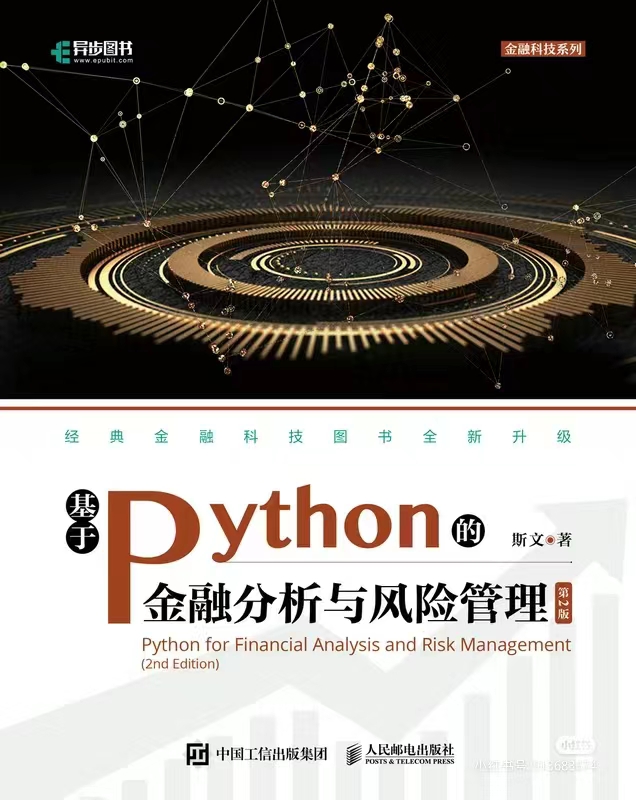 异步图书
www.epubit.com
金融科技系列
经典金融科技图书全新升级
基于Python的
斯文 著
金融分析与风险管理
第2版
Python for Financial Analysis and Risk Management
(2nd Edition)
中国工信出版集团
人民邮电出版社
POSTS & TELECOM PRESS
小红书